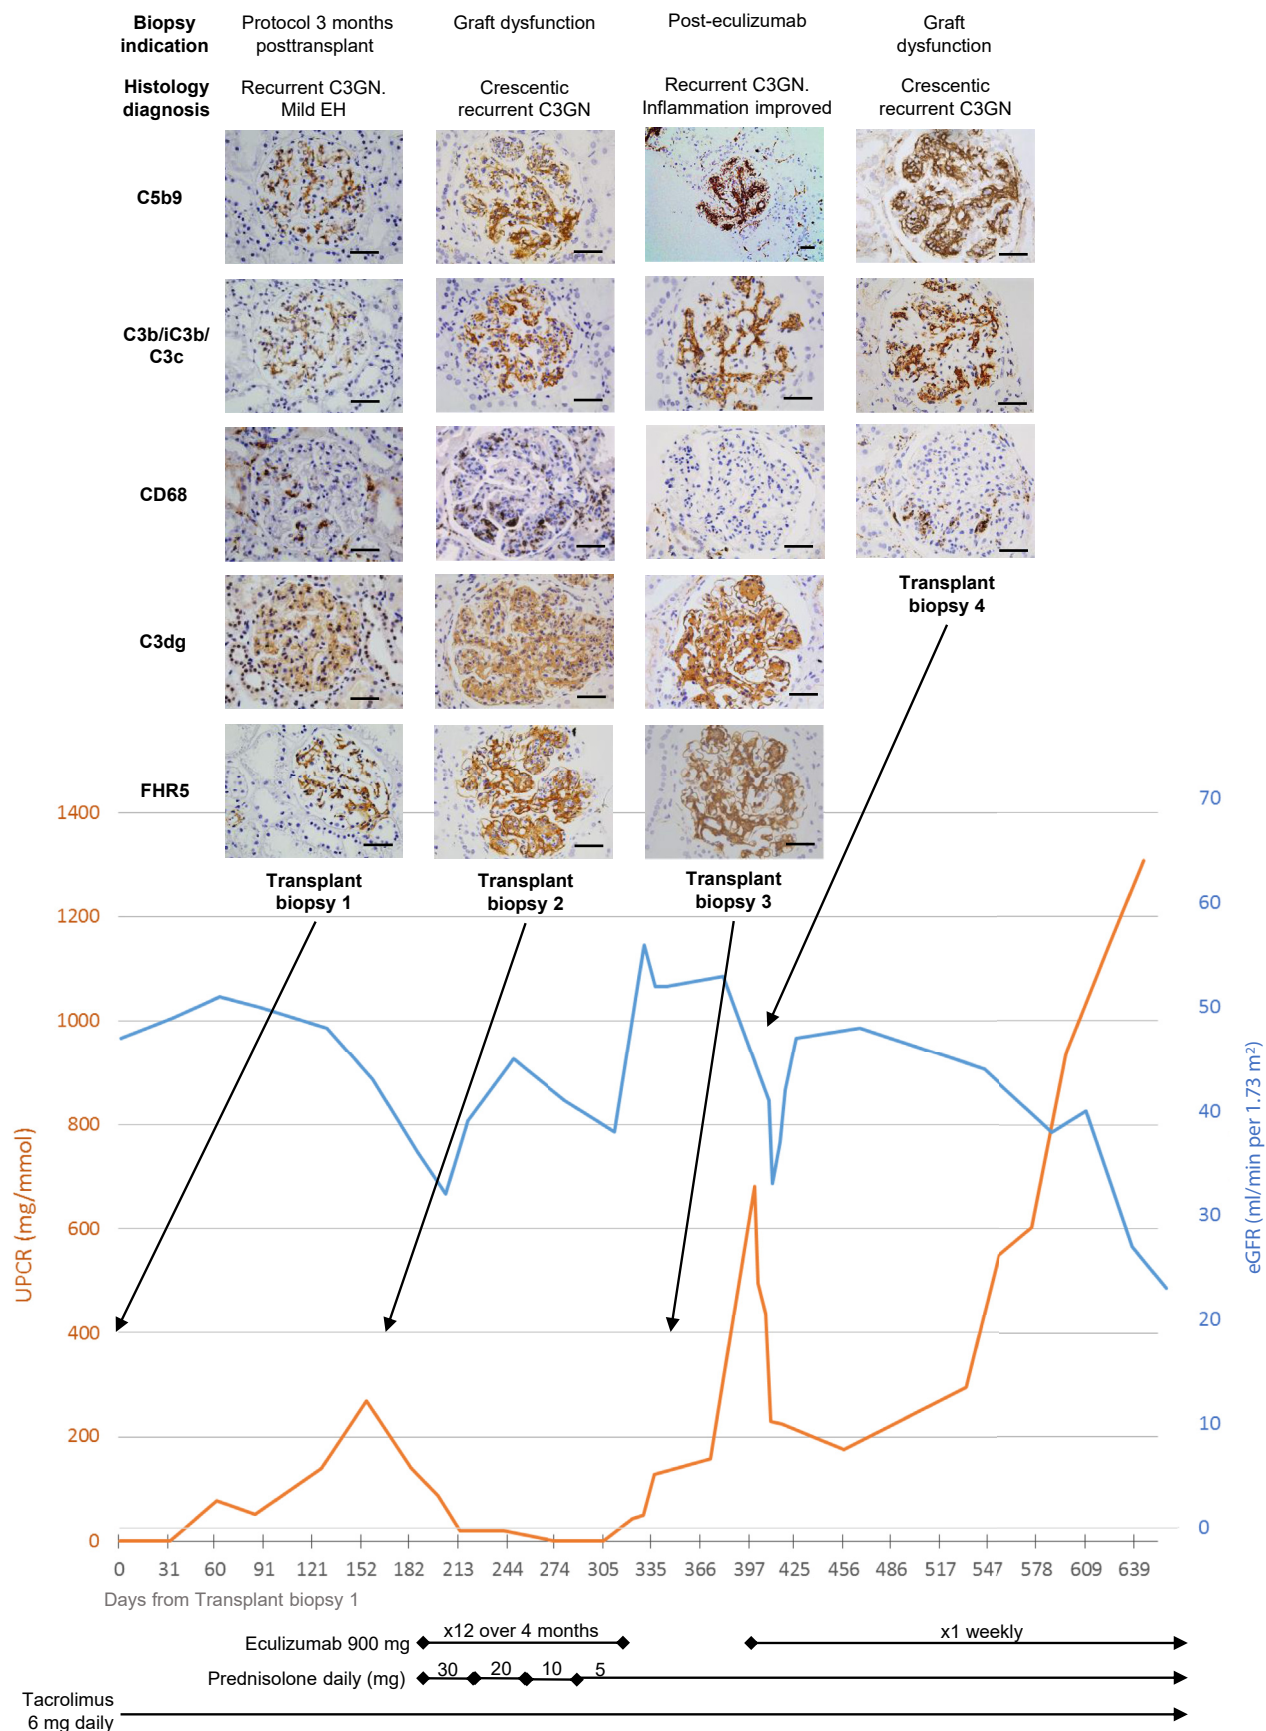 Biopsy
indication
Protocol 3 months
posttransplant
Graft dysfunction
Post-eculizumab
Graft
dysfunction
Histology
diagnosis
Recurrent C3GN.
Mild EH
Crescentic
recurrent C3GN
Recurrent C3GN.
Inflammation improved
Crescentic
recurrent C3GN
C5b9
C3b/iC3b/
C3c
CD68
C3dg
FHR5
Transplant
biopsy 1
Transplant
biopsy 2
Transplant
biopsy 3
Transplant
biopsy 4
UPCR (mg/mmol)
1400
1200
1000
800
600
400
200
0
70
60
50
40
30
20
10
0
eGFR (ml/min per 1.73 m²)
0 31 60 91 121 152 182 213 244 274 305 335 366 397 425 456 486 517 547 578 609 639
Days from Transplant biopsy 1
Eculizumab 900 mg x12 over 4 months x1 weekly
Prednisolone daily (mg) 30 20 10 5
Tacrolimus
6 mg daily